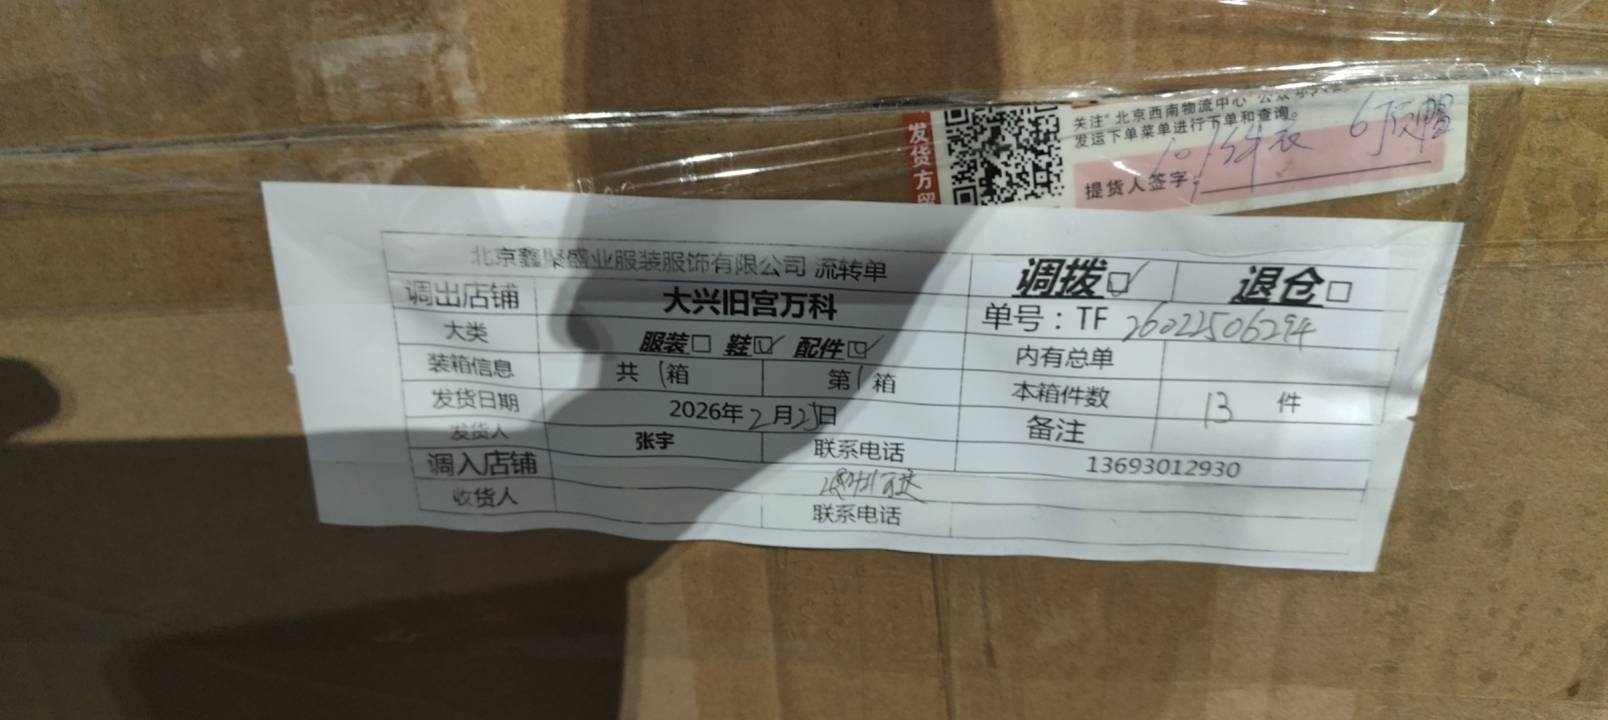 发货方留
关注"北京西南物流中心"公众号
发运下单菜单进行下单和查询。
件衣 6顶帽
提货人签字:
北京鑫聚盛业服装服饰有限公司 流转单 调拨☑ 退仓□
调出店铺 大兴旧宫万科 单号:TF 26022506294
大类 服装□ 鞋☑ 配件☑ 内有总单
装箱信息 共1箱 第1箱 本箱件数 13 件
发货日期 2026年2月25日 备注
发货人 张宇 联系电话 13693012930
调入店铺
收货人 联系电话